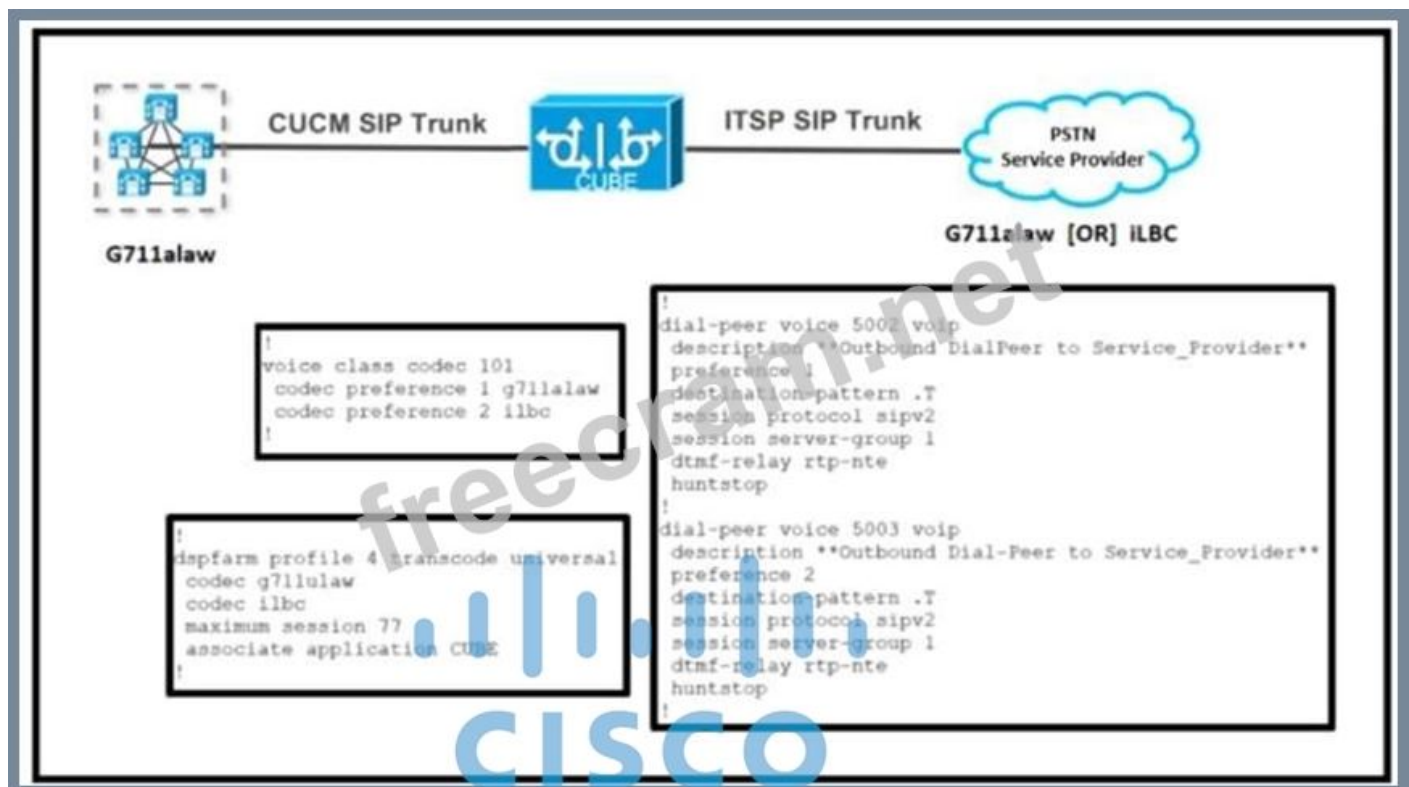 CUCM SIP Trunk
ITSP SIP Trunk
CUBE
PSTN
Service Provider
G711alaw
G711alaw [OR] iLBC
!
voice class codec 101
codec preference 1 g711alaw
codec preference 2 ilbc
!
!
dspfarm profile 4 transcode universal
codec g711ulaw
codec ilbc
maximum session 77
associate application CUBE
!
!
dial-peer voice 5002 voip
description **Outbound DialPeer to Service_Provider**
preference 1
destination-pattern .T
session protocol sipv2
session server-group 1
dtmf-relay rtp-nte
huntstop
!
dial-peer voice 5003 voip
description **Outbound Dial-Peer to Service_Provider**
preference 2
destination-pattern .T
session protocol sipv2
session server-group 1
dtmf-relay rtp-nte
huntstop
!
freecram.net
CISCO